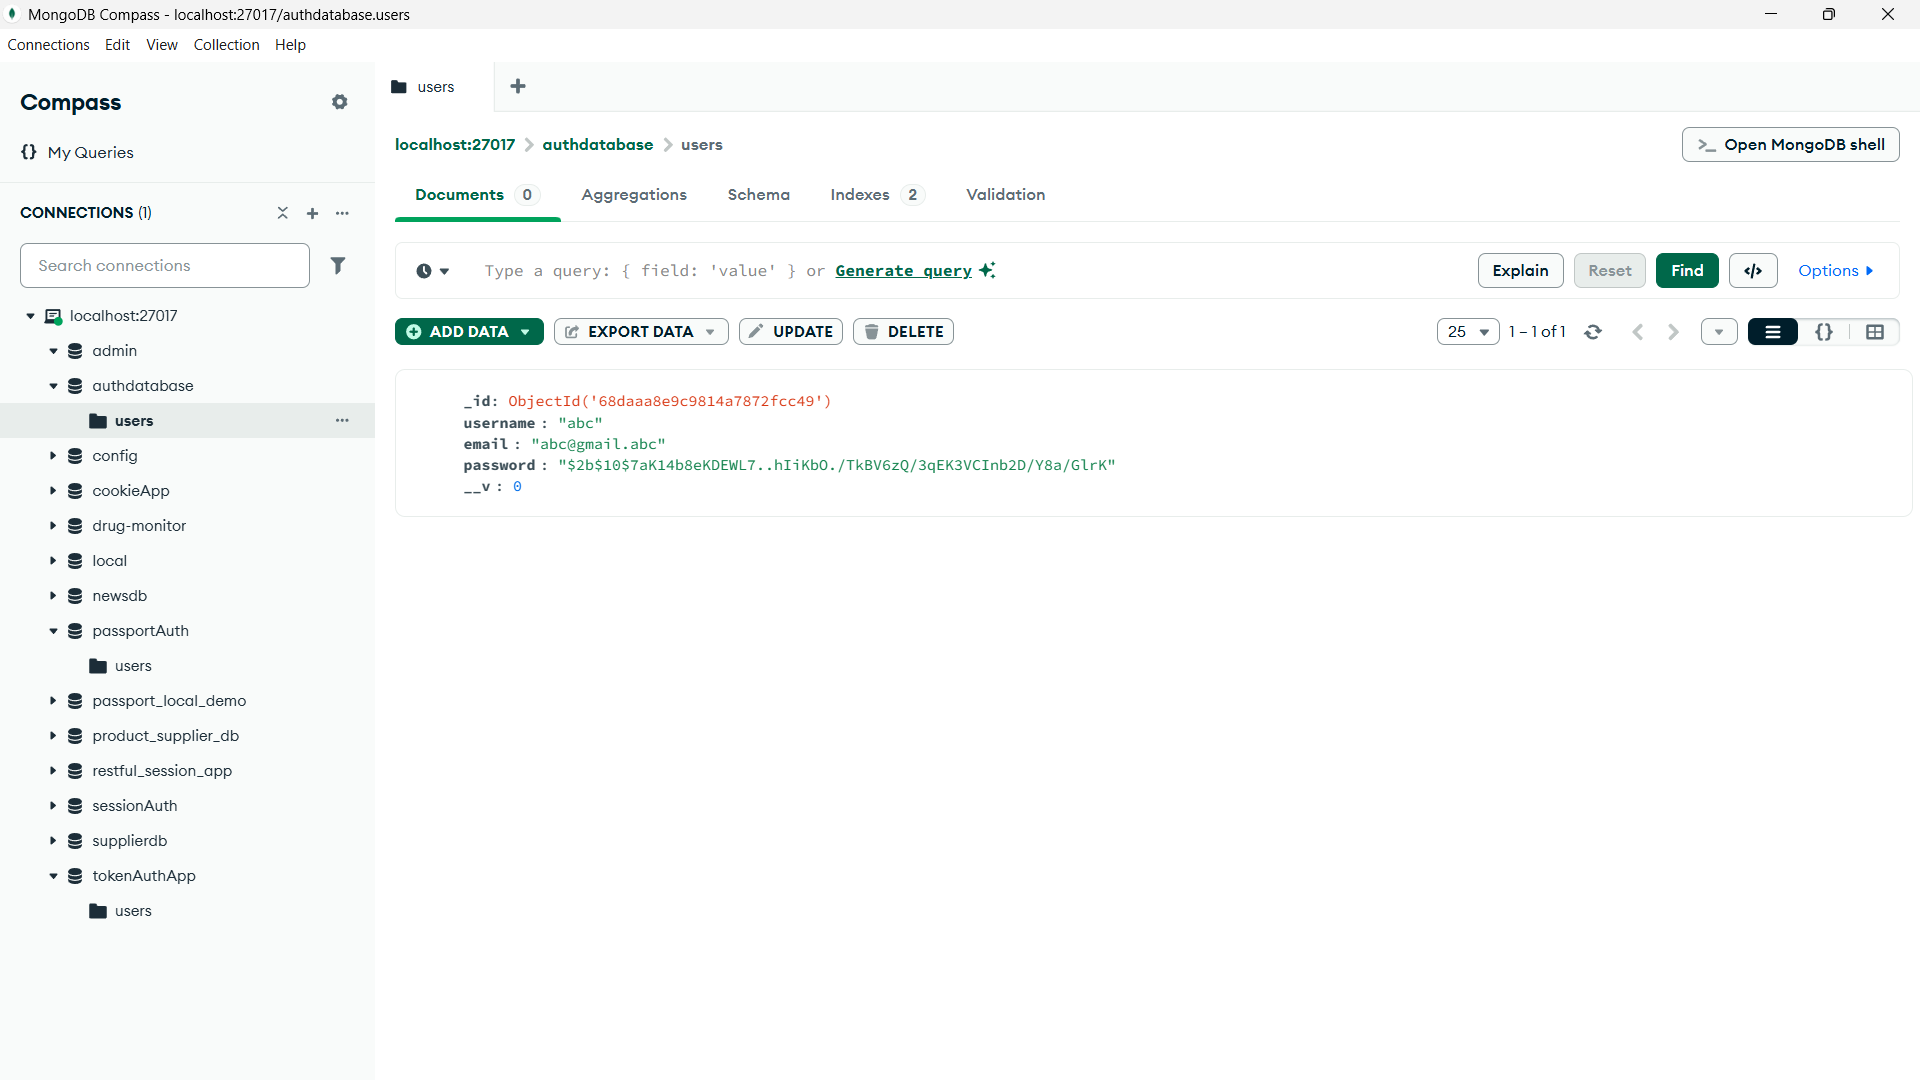 MongoDB Compass - localhost:27017/authdatabase.users
Connections Edit View Collection Help
Compass
{} My Queries
CONNECTIONS (1)
Search connections
localhost:27017
admin
authdatabase
users
config
cookieApp
drug-monitor
local
newsdb
passportAuth
users
passport_local_demo
product_supplier_db
restful_session_app
sessionAuth
supplierdb
tokenAuthApp
users
users
localhost:27017 > authdatabase > users
>_ Open MongoDB shell
Documents 0 Aggregations Schema Indexes 2 Validation
Type a query: { field: 'value' } or Generate query
Explain Reset Find </> Options
ADD DATA EXPORT DATA UPDATE DELETE
25 1 – 1 of 1 {}
_id: ObjectId('68daaa8e9c9814a7872fcc49')
username : "abc"
email : "abc@gmail.abc"
password : "$2b$10$7aK14b8eKDEWL7..hIiKbO./TkBV6zQ/3qEK3VCInb2D/Y8a/GlrK"
__v : 0